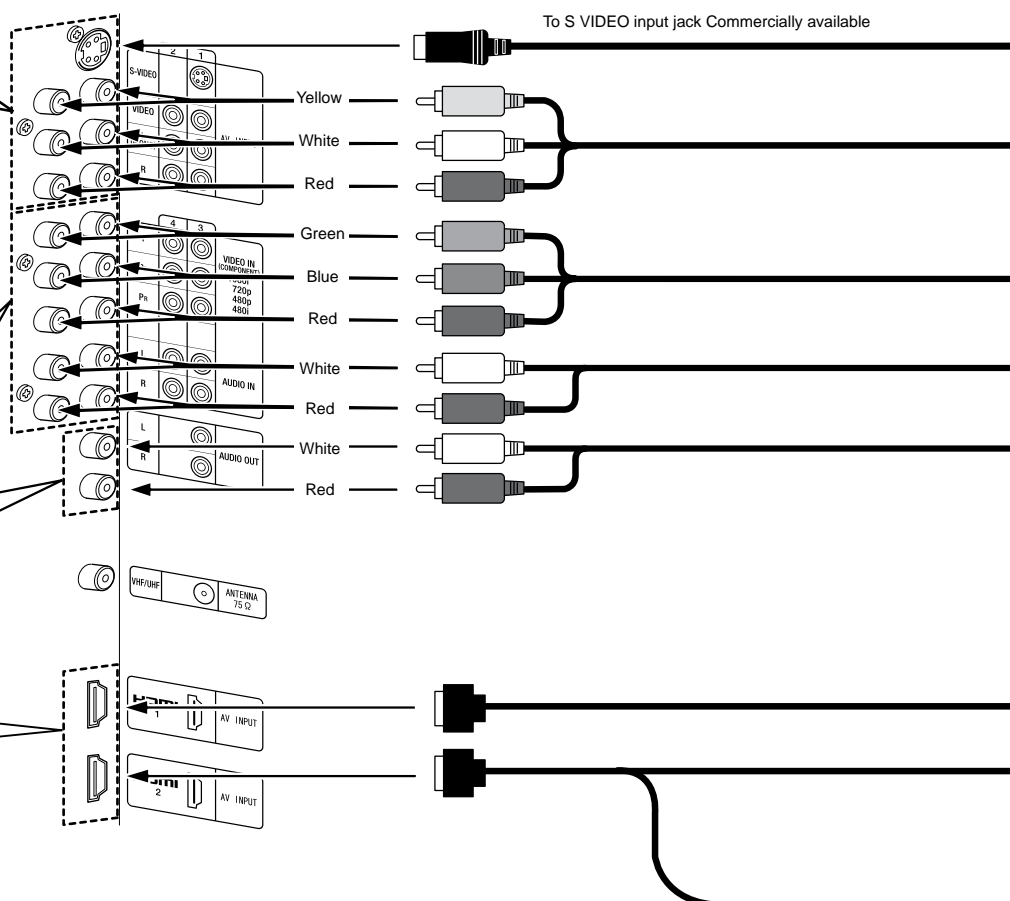 To S VIDEO input jack Commercially available
2 1
S-VIDEO
Yellow
VIDEO
White
R
Red
4 3
Green
VIDEO IN
(COMPONENT)
Blue
720p
480p
480i
PR
Red
White
R
AUDIO IN
Red
L
White
R
AUDIO OUT
Red
VHF/UHF
ANTENNA
75 Ω
1
AV INPUT
2
AV INPUT